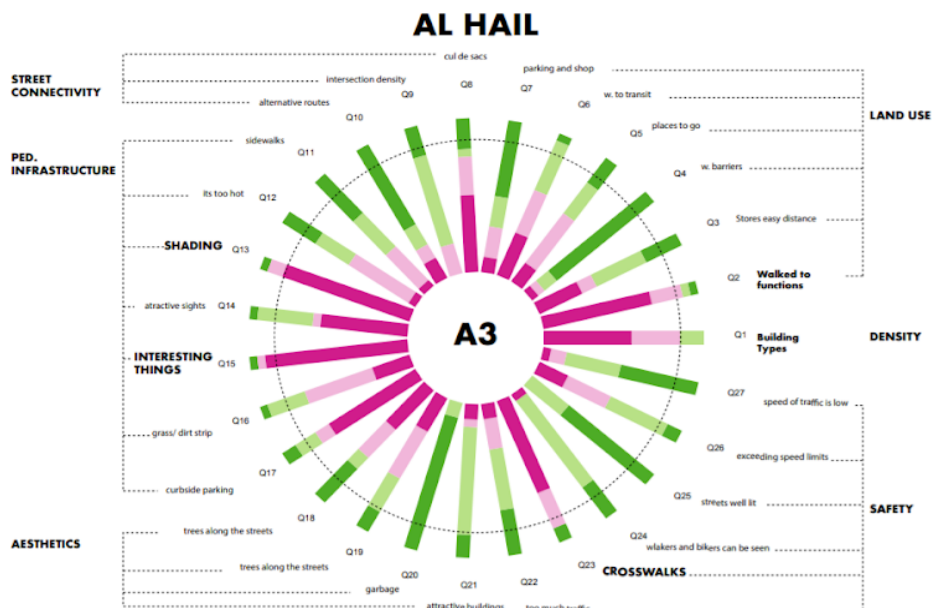 AL HAIL
cul de sacs
parking and shop
STREET
CONNECTIVITY
intersection density
Q9
Q8
Q7
w. to transit
alternative routes
Q10
Q6
LAND USE
places to go
Q5
sidewalks
Q11
PED.
INFRASTRUCTURE
w. barriers
Q4
its too hot
Q12
Stores easy distance
Q3
SHADING
Q13
Q2
Walked to
functions
atractive sights
Q14
A3
Q1
Building
Types
DENSITY
INTERESTING
THINGS
Q15
Q27
speed of traffic is low
Q16
grass/ dirt strip
Q26
exceeding speed limits
Q17
curbside parking
Q25
streets well lit
SAFETY
Q18
trees along the streets
Q24
wlakers and bikers can be seen
AESTHETICS
Q19
Q23
CROSSWALKS
trees along the streets
Q20
Q21
Q22
garbage
attractive buildings
too much traffic